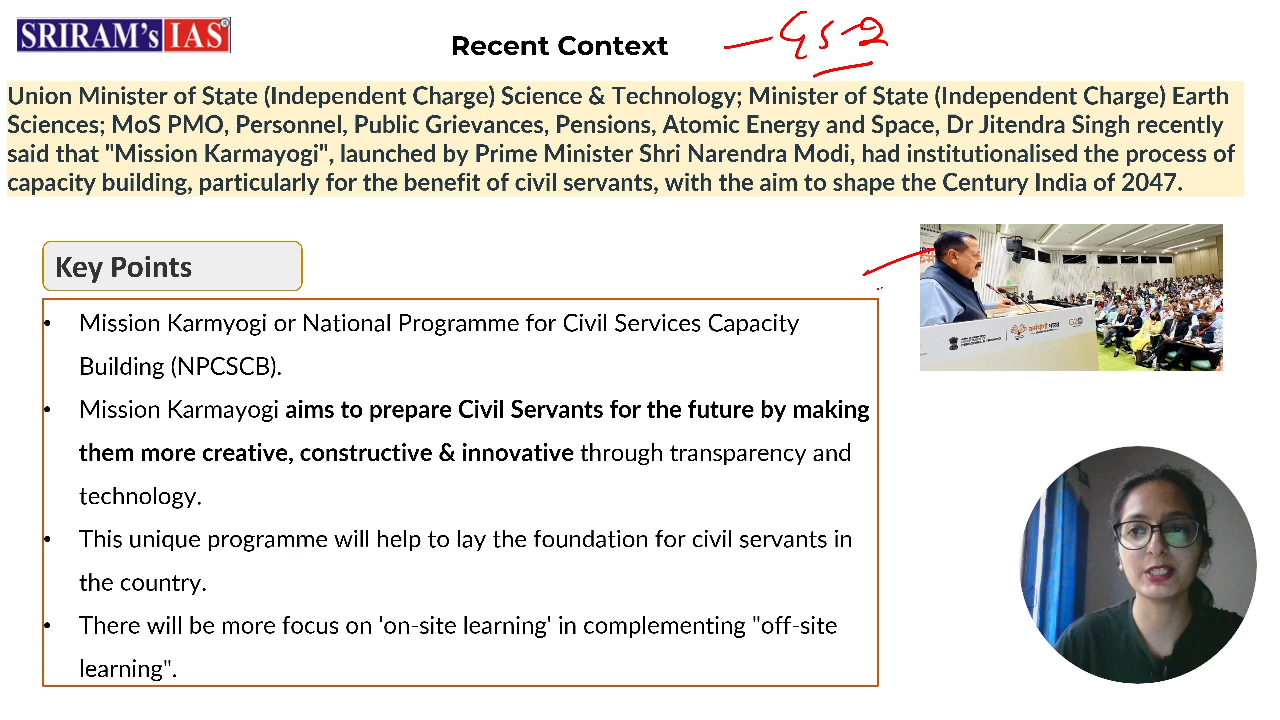 SRIRAM's IAS®
Recent Context
– GS-2
Union Minister of State (Independent Charge) Science & Technology; Minister of State (Independent Charge) Earth
Sciences; MoS PMO, Personnel, Public Grievances, Pensions, Atomic Energy and Space, Dr Jitendra Singh recently
said that "Mission Karmayogi", launched by Prime Minister Shri Narendra Modi, had institutionalised the process of
capacity building, particularly for the benefit of civil servants, with the aim to shape the Century India of 2047.
Key Points
• Mission Karmyogi or National Programme for Civil Services Capacity
Building (NPCSCB).
• Mission Karmayogi aims to prepare Civil Servants for the future by making
them more creative, constructive & innovative through transparency and
technology.
• This unique programme will help to lay the foundation for civil servants in
the country.
• There will be more focus on 'on-site learning' in complementing "off-site
learning".
कर्मयोगी भारत
G20